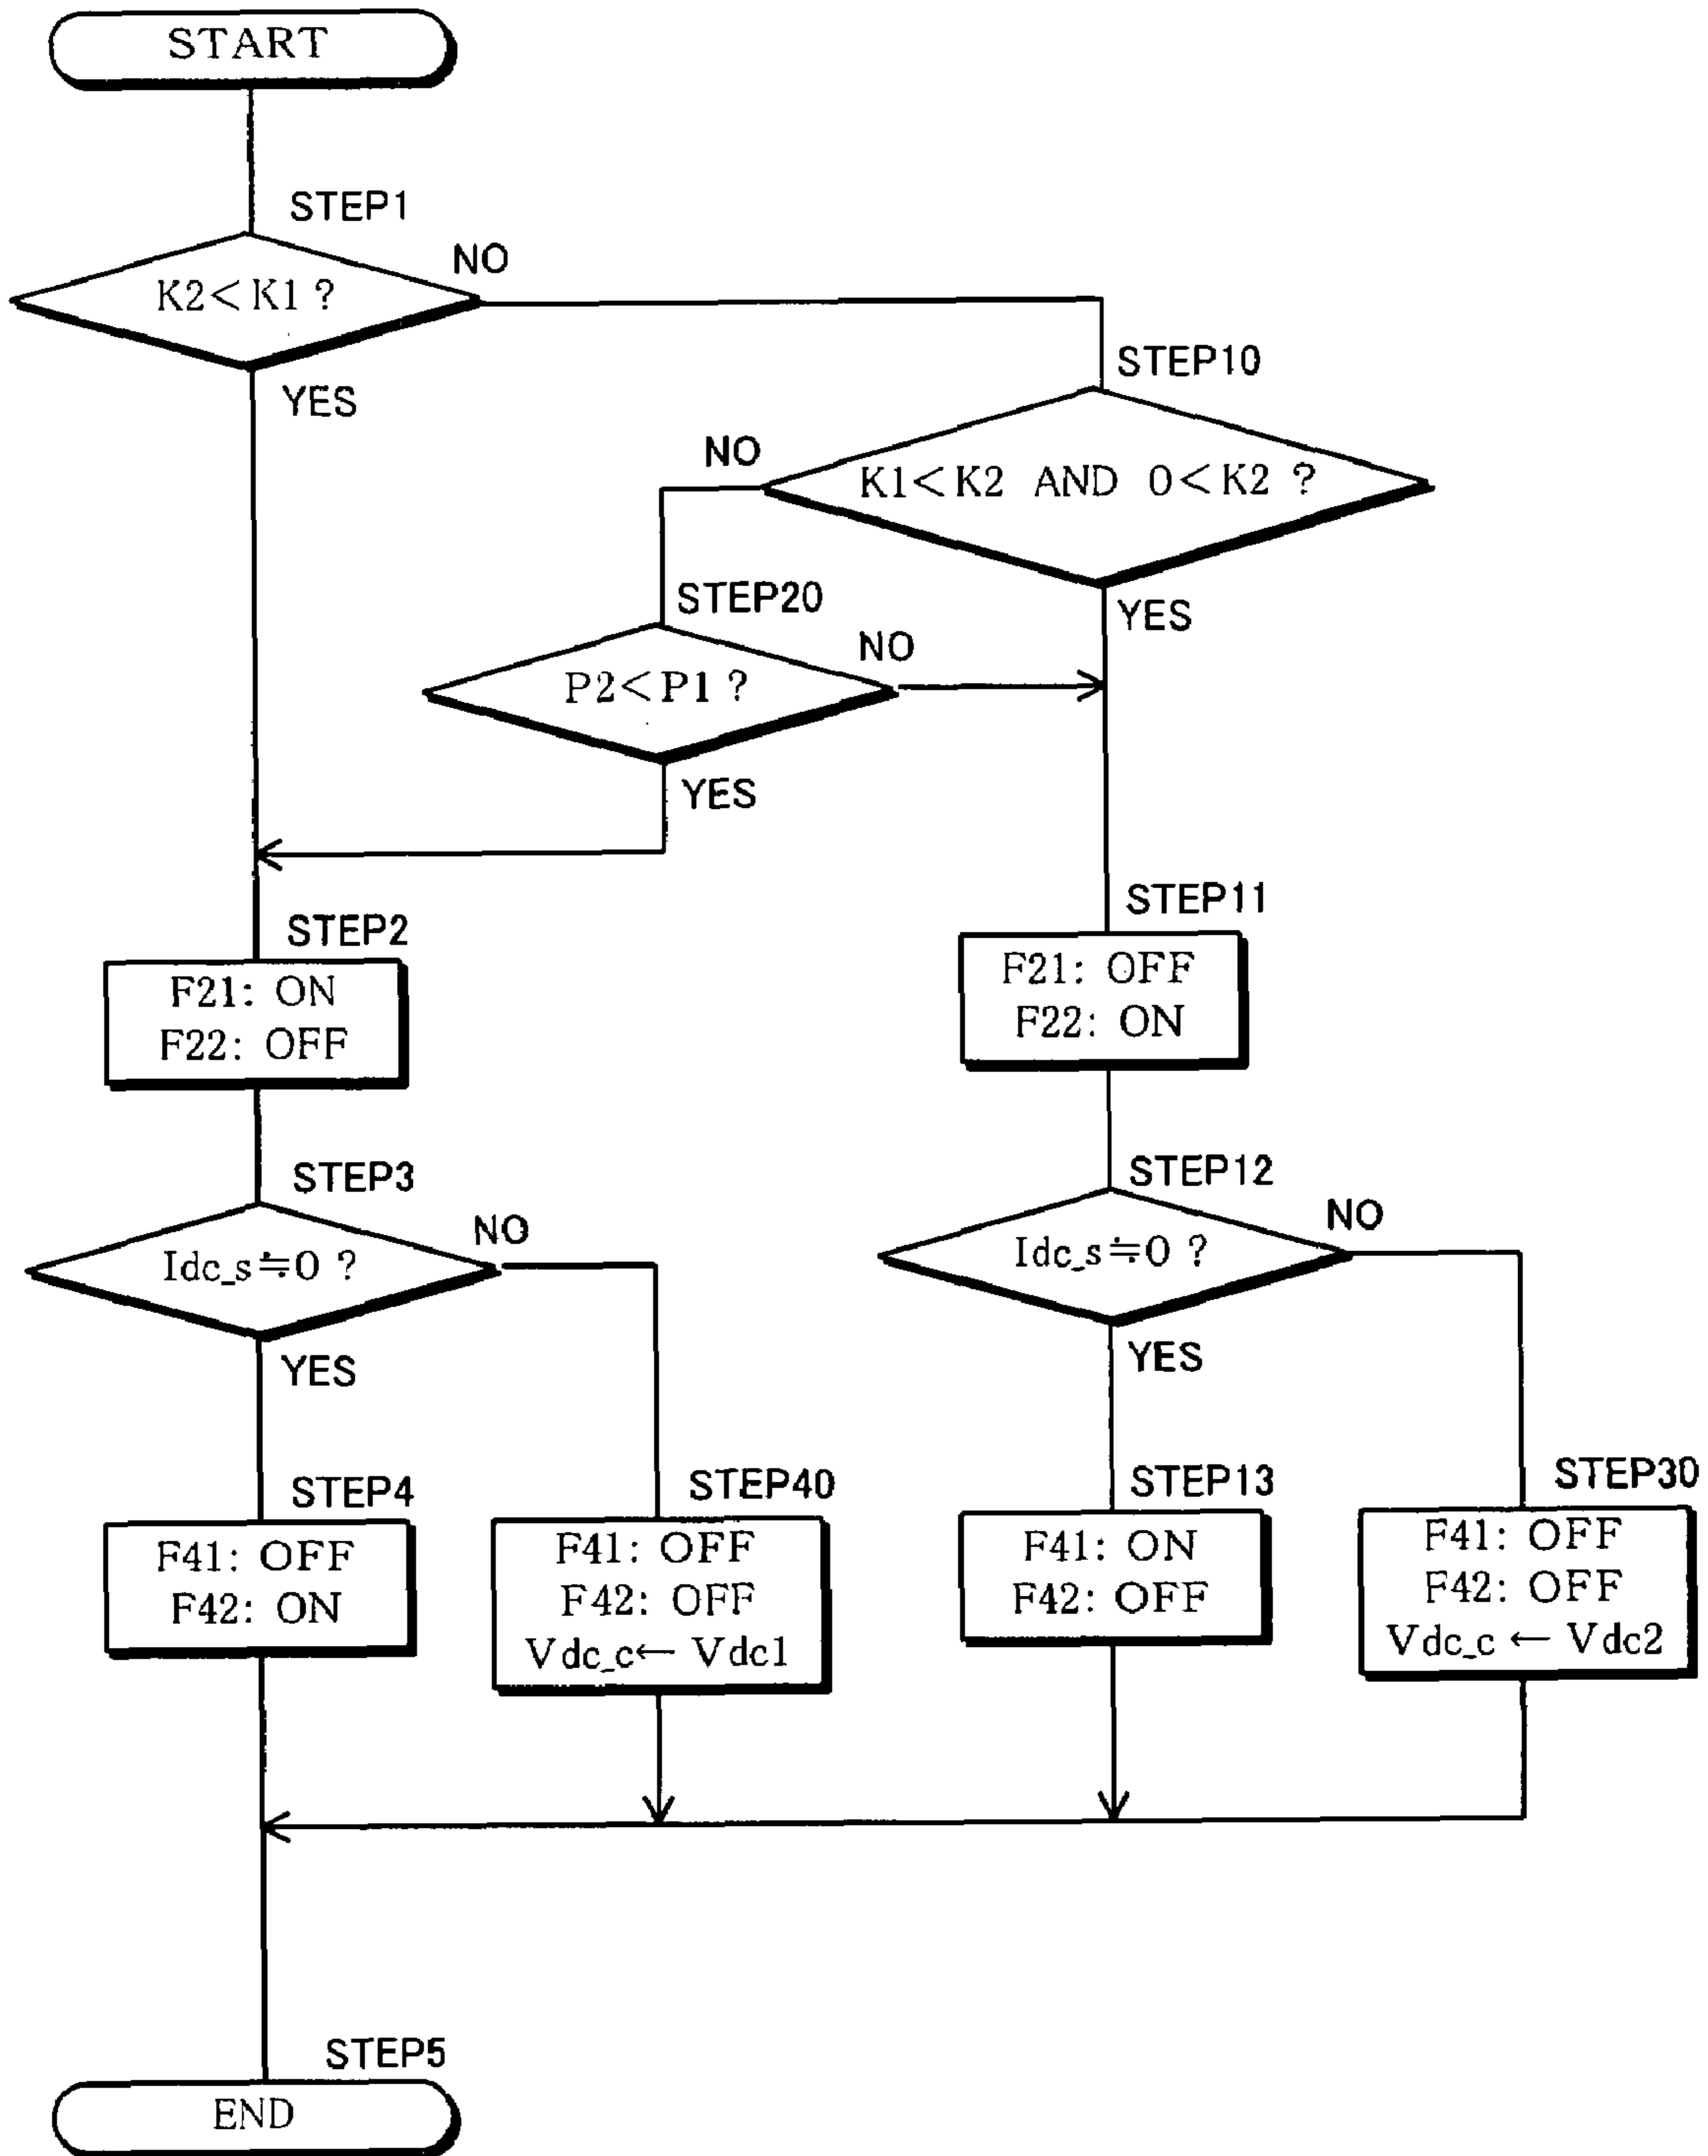 START
STEP1
K2<K1 ?
NO
YES
STEP10
K1<K2 AND 0<K2 ?
NO
YES
STEP20
P2<P1 ?
NO
YES
STEP2
F21: ON
F22: OFF
STEP11
F21: OFF
F22: ON
STEP3
Idc_s≒0 ?
NO
YES
STEP12
Idc_s≒0 ?
NO
YES
STEP4
F41: OFF
F42: ON
STEP40
F41: OFF
F42: OFF
Vdc_c← Vdc1
STEP13
F41: ON
F42: OFF
STEP30
F41: OFF
F42: OFF
Vdc_c ← Vdc2
STEP5
END